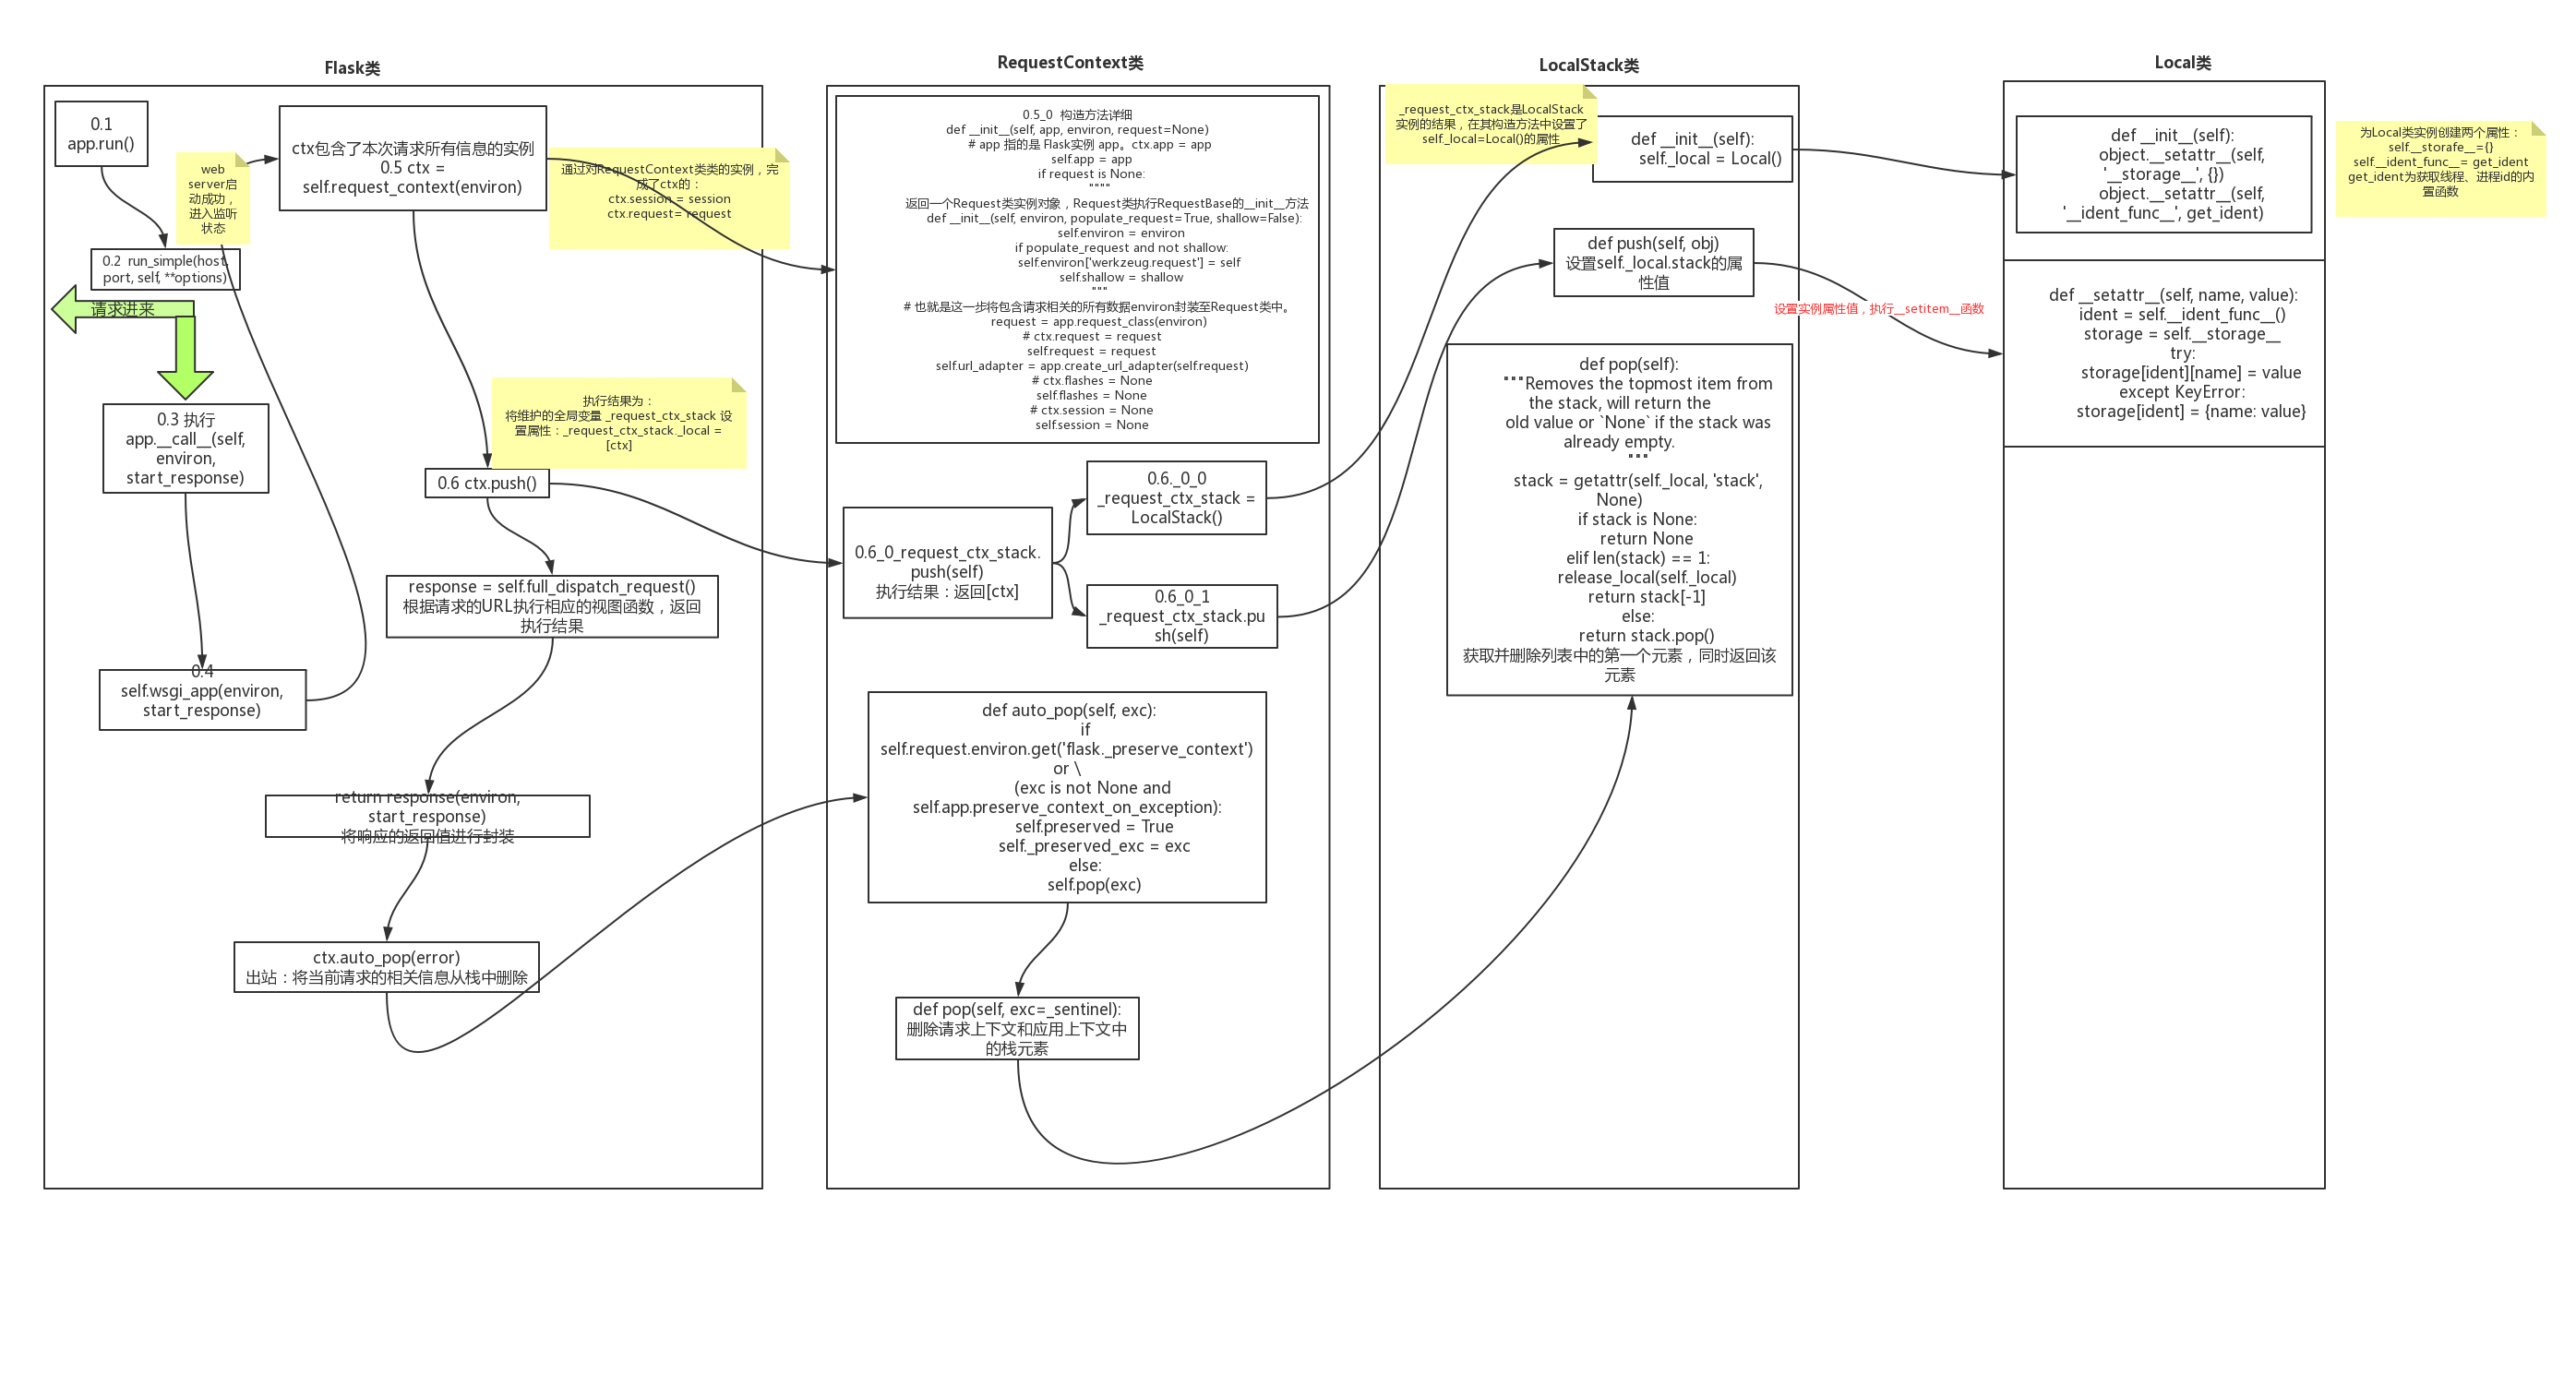 Flask类
0.1
app.run()
web
server启
动成功，
进入监听
状态
0.2 run_simple(host,
port, self, **options)
请求进来
0.3 执行
app.__call__(self,
environ,
start_response)
0.4
self.wsgi_app(environ,
start_response)
ctx包含了本次请求所有信息的实例
0.5 ctx =
self.request_context(environ)
通过对RequestContext类类的实例，完
成了ctx的：
ctx.session = session
ctx.request= request
执行结果为：
将维护的全局变量 _request_ctx_stack 设
置属性：_request_ctx_stack._local =
[ctx]
0.6 ctx.push()
response = self.full_dispatch_request()
根据请求的URL执行相应的视图函数，返回
执行结果
return response(environ,
start_response)
将响应的返回值进行封装
ctx.auto_pop(error)
出站：将当前请求的相关信息从栈中删除
RequestContext类
0.5_0 构造方法详细
def __init__(self, app, environ, request=None)
# app 指的是 Flask实例 app。ctx.app = app
self.app = app
if request is None:
""""
返回一个Request类实例对象，Request类执行RequestBase的__init__方法
def __init__(self, environ, populate_request=True, shallow=False):
self.environ = environ
if populate_request and not shallow:
self.environ['werkzeug.request'] = self
self.shallow = shallow
"""
# 也就是这一步将包含请求相关的所有数据environ封装至Request类中。
request = app.request_class(environ)
# ctx.request = request
self.request = request
self.url_adapter = app.create_url_adapter(self.request)
# ctx.flashes = None
self.flashes = None
# ctx.session = None
self.session = None
0.6_0_request_ctx_stack.
push(self)
执行结果：返回[ctx]
0.6._0_0
_request_ctx_stack =
LocalStack()
0.6_0_1
_request_ctx_stack.pu
sh(self)
def auto_pop(self, exc):
if
self.request.environ.get('flask._preserve_context')
or \
(exc is not None and
self.app.preserve_context_on_exception):
self.preserved = True
self._preserved_exc = exc
else:
self.pop(exc)
def pop(self, exc=_sentinel):
删除请求上下文和应用上下文中
的栈元素
LocalStack类
_request_ctx_stack是LocalStack
实例的结果，在其构造方法中设置了
self_local=Local()的属性
def __init__(self):
self._local = Local()
def push(self, obj)
设置self._local.stack的属
性值
def pop(self):
"""Removes the topmost item from
the stack, will return the
old value or `None` if the stack was
already empty.
"""
stack = getattr(self._local, 'stack',
None)
if stack is None:
return None
elif len(stack) == 1:
release_local(self._local)
return stack[-1]
else:
return stack.pop()
获取并删除列表中的第一个元素，同时返回该
元素
设置实例属性值，执行__setitem__函数
Local类
def __init__(self):
object.__setattr__(self,
'__storage__', {})
object.__setattr__(self,
'__ident_func__', get_ident)
def __setattr__(self, name, value):
ident = self.__ident_func__()
storage = self.__storage__
try:
storage[ident][name] = value
except KeyError:
storage[ident] = {name: value}
为Local类实例创建两个属性：
self.__storafe__={}
self.__ident_func__= get_ident
get_ident为获取线程、进程id的内
置函数